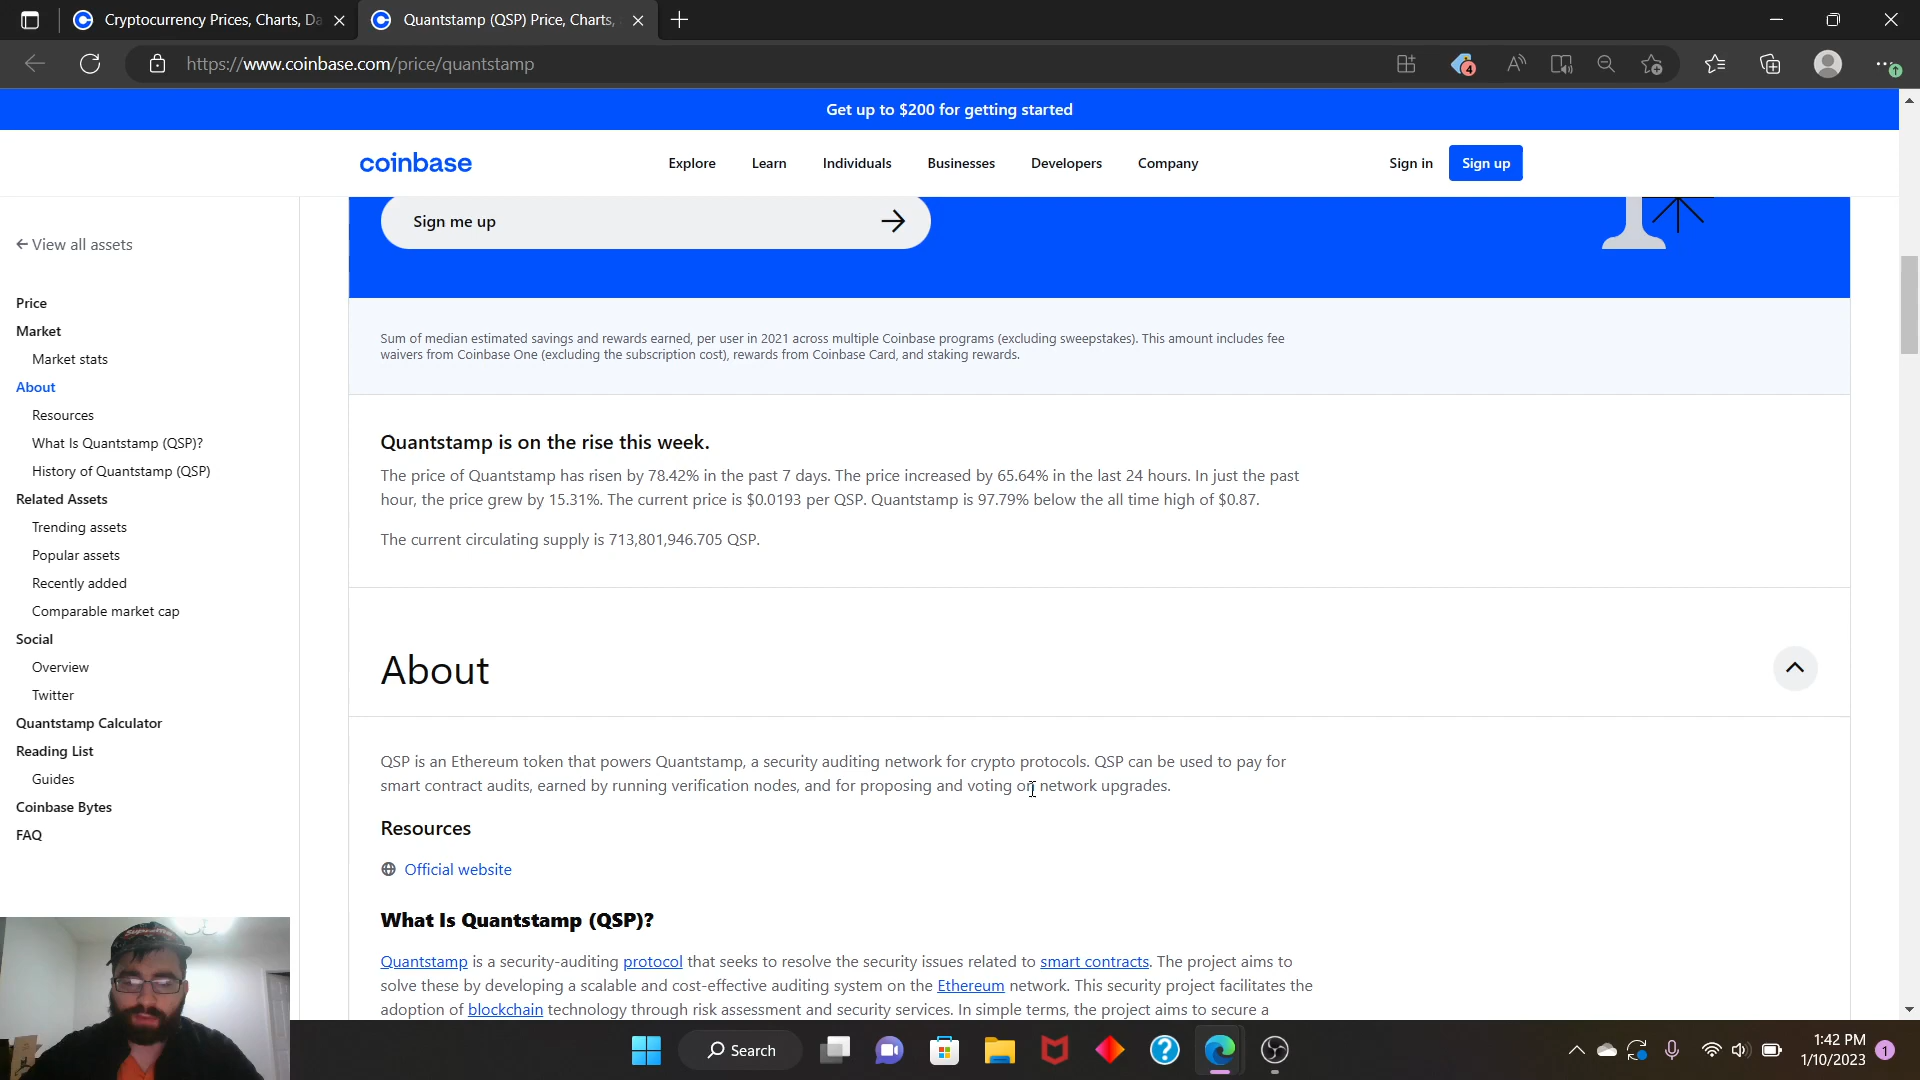 Cryptocurrency Prices, Charts, Da
Quantstamp (QSP) Price, Charts,
https://www.coinbase.com/price/quantstamp
4
Get up to $200 for getting started
coinbase
Explore
Learn
Individuals
Businesses
Developers
Company
Sign in
Sign up
View all assets
Price
Market
Market stats
About
Resources
What Is Quantstamp (QSP)?
History of Quantstamp (QSP)
Related Assets
Trending assets
Popular assets
Recently added
Comparable market cap
Social
Overview
Twitter
Quantstamp Calculator
Reading List
Guides
Coinbase Bytes
FAQ
Sign me up
Sum of median estimated savings and rewards earned, per user in 2021 across multiple Coinbase programs (excluding sweepstakes). This amount includes fee
waivers from Coinbase One (excluding the subscription cost), rewards from Coinbase Card, and staking rewards.
Quantstamp is on the rise this week.
The price of Quantstamp has risen by 78.42% in the past 7 days. The price increased by 65.64% in the last 24 hours. In just the past
hour, the price grew by 15.31%. The current price is $0.0193 per QSP. Quantstamp is 97.79% below the all time high of $0.87.
The current circulating supply is 713,801,946.705 QSP.
About
QSP is an Ethereum token that powers Quantstamp, a security auditing network for crypto protocols. QSP can be used to pay for
smart contract audits, earned by running verification nodes, and for proposing and voting on network upgrades.
Resources
Official website
What Is Quantstamp (QSP)?
Quantstamp is a security-auditing protocol that seeks to resolve the security issues related to smart contracts. The project aims to
solve these by developing a scalable and cost-effective auditing system on the Ethereum network. This security project facilitates the
adoption of blockchain technology through risk assessment and security services. In simple terms, the project aims to secure a
Search
1:42 PM
1/10/2023
1